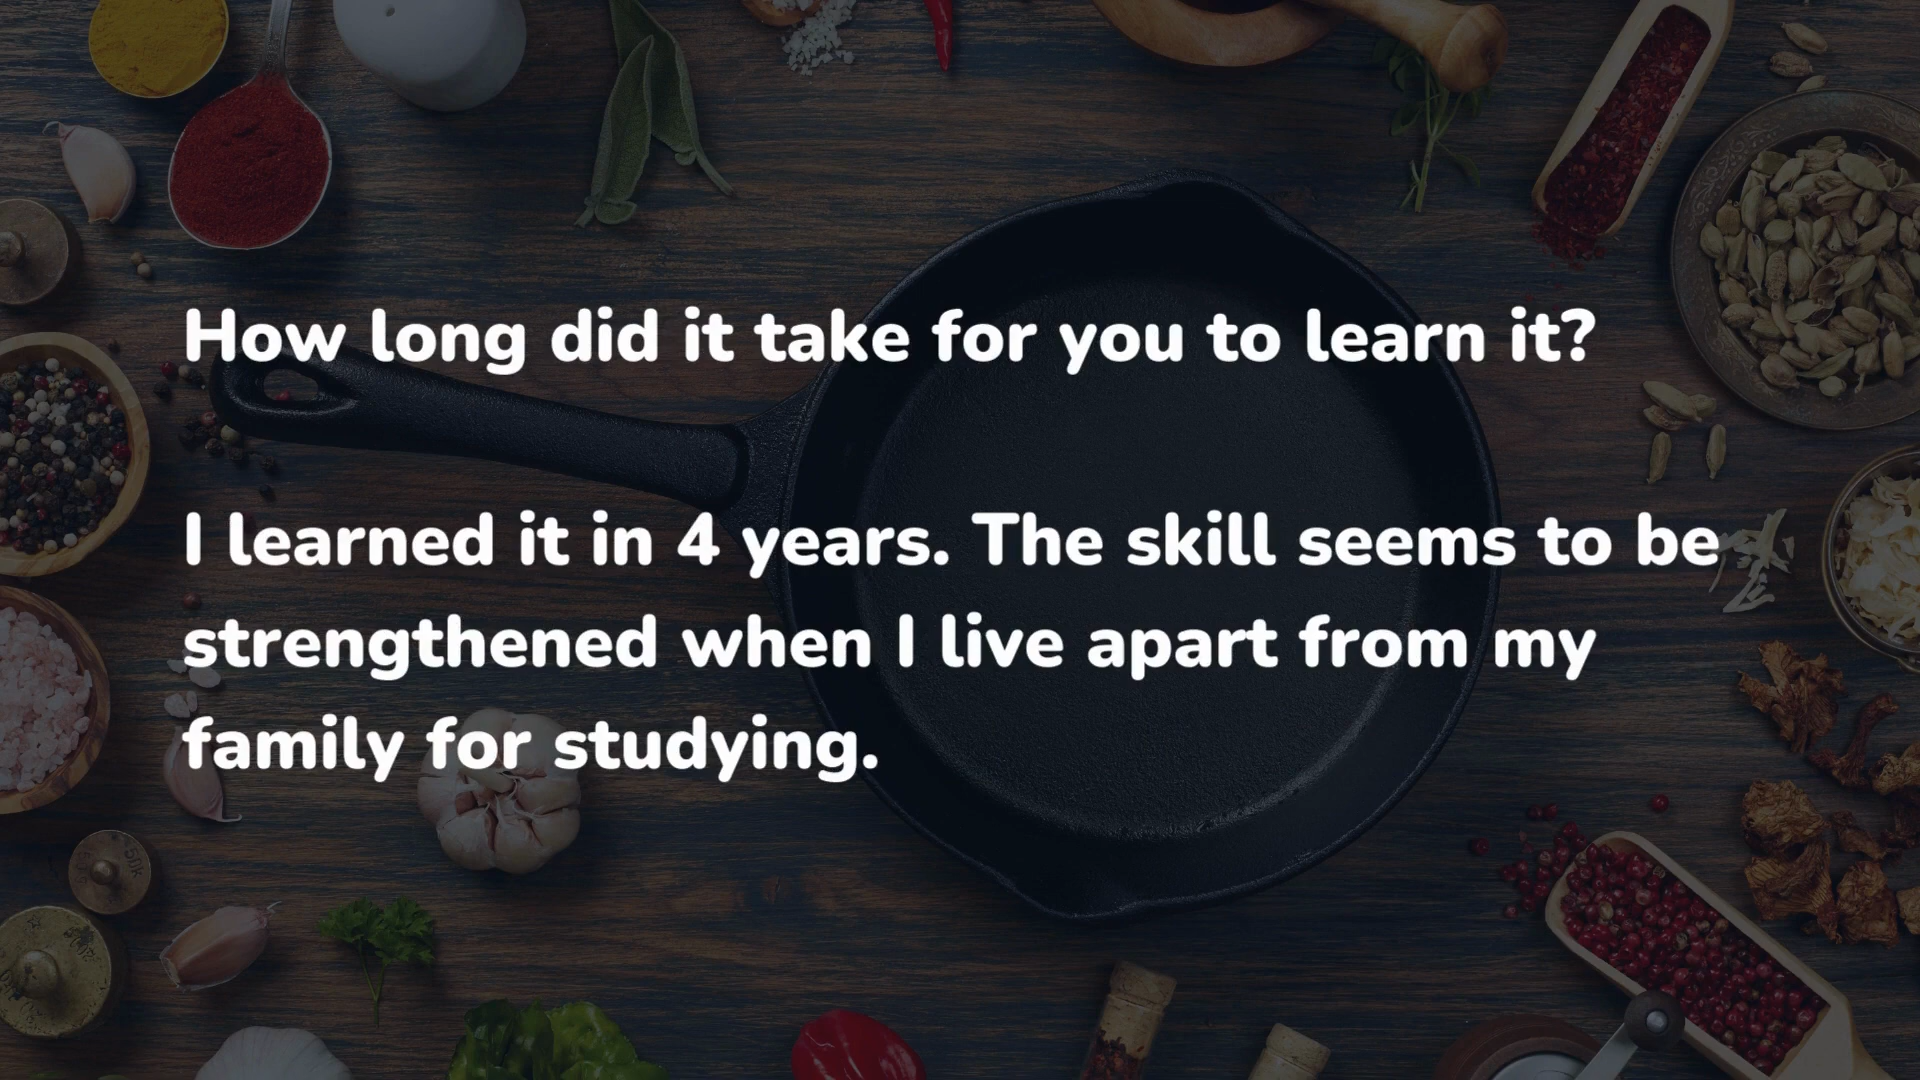 How long did it take for you to learn it?
I learned it in 4 years. The skill seems to be
strengthened when I live apart from my
family for studying.